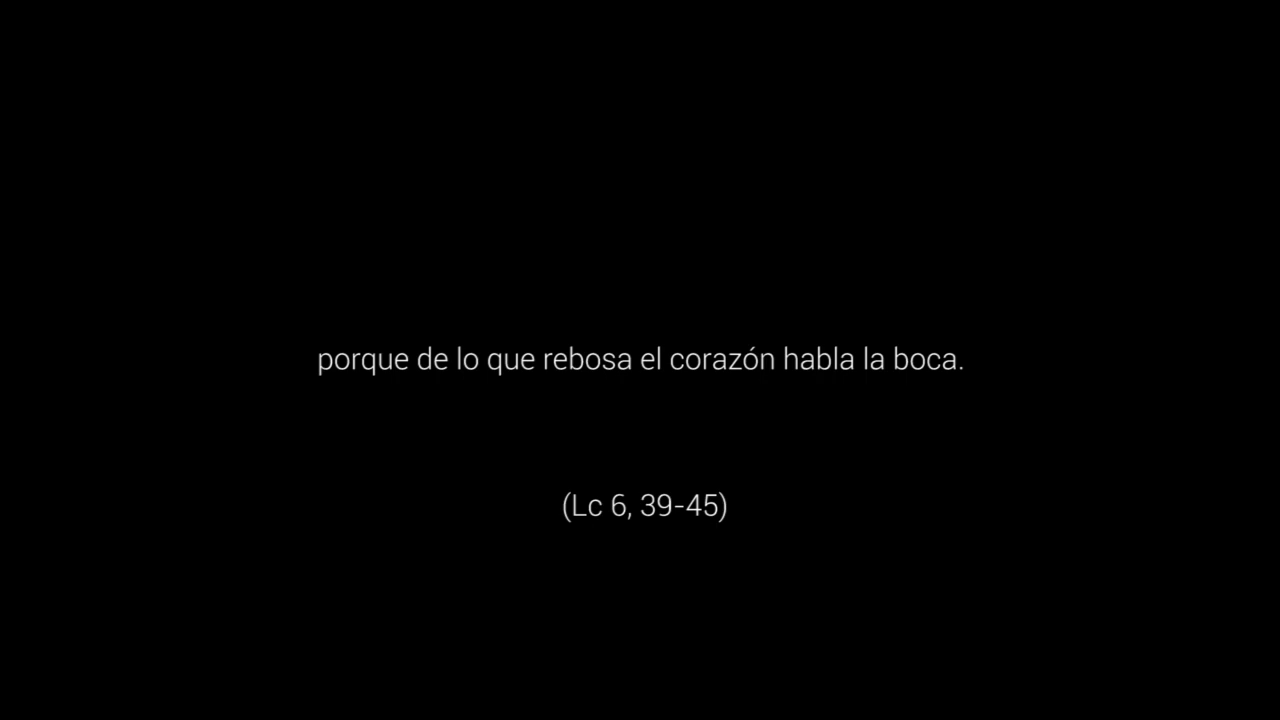 porque de lo que rebosa el corazón habla la boca.
(Lc 6, 39-45)